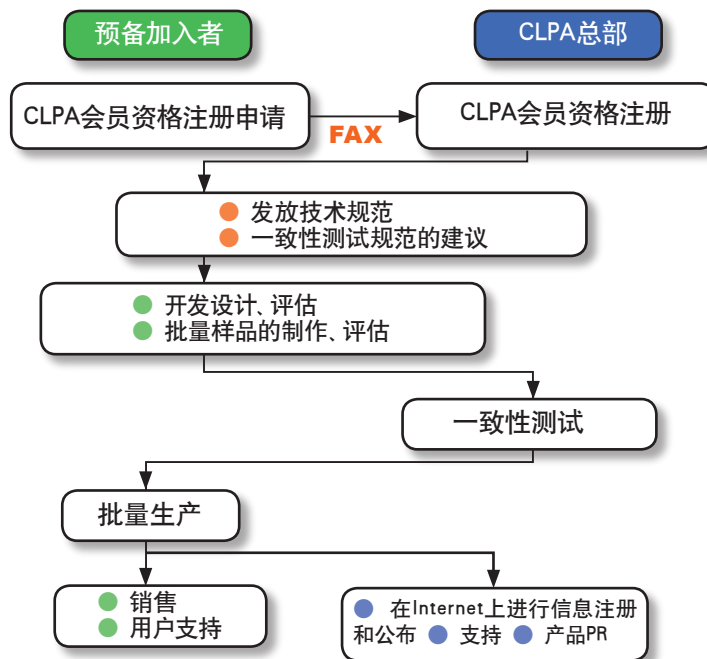 预备加入者
CLPA总部
CLPA会员资格注册申请
FAX
CLPA会员资格注册
发放技术规范
一致性测试规范的建议
开发设计、评估
批量样品的制作、评估
一致性测试
批量生产
销售
用户支持
在Internet上进行信息注册
和公布 支持 产品PR